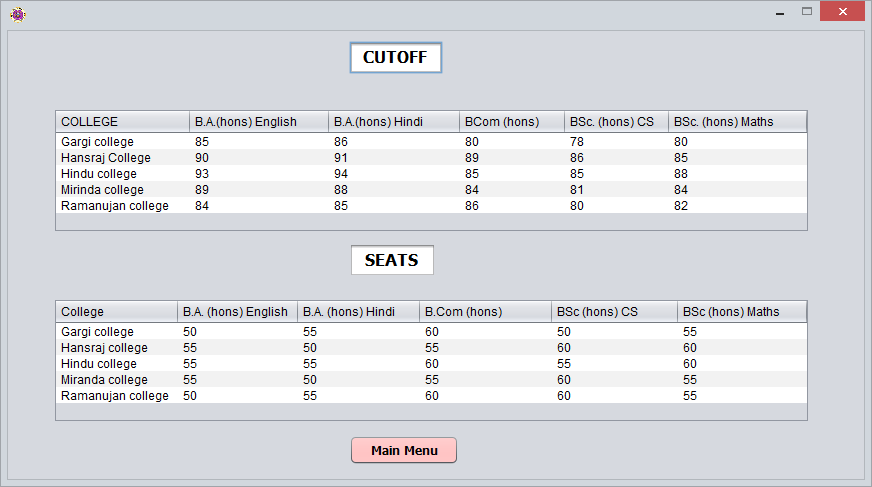 CUTOFF
COLLEGE B.A.(hons) English B.A.(hons) Hindi BCom (hons) BSc. (hons) CS BSc. (hons) Maths
Gargi college 85 86 80 78 80
Hansraj College 90 91 89 86 85
Hindu college 93 94 85 85 88
Mirinda college 89 88 84 81 84
Ramanujan college 84 85 86 80 82
SEATS
College B.A. (hons) English B.A. (hons) Hindi B.Com (hons) BSc (hons) CS BSc (hons) Maths
Gargi college 50 55 60 50 55
Hansraj college 55 50 55 60 60
Hindu college 55 55 60 55 60
Miranda college 55 50 55 60 60
Ramanujan college 50 55 60 60 55
Main Menu